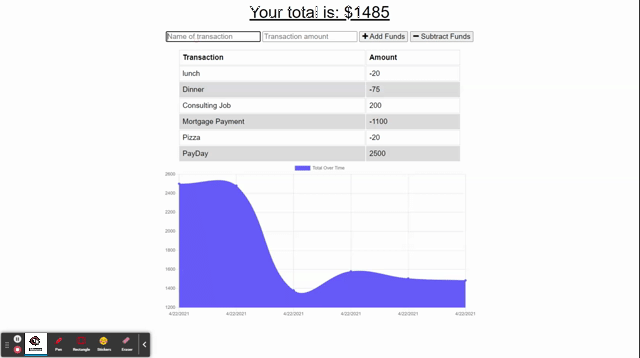 Your total is: $1485
Name of transaction Transaction amount + Add Funds − Subtract Funds
Transaction Amount
lunch -20
Dinner -75
Consulting Job 200
Mortgage Payment -1100
Pizza -20
PayDay 2500
Total Over Time
2600
2400
2200
2000
1800
1600
1400
1200
4/22/2021 4/22/2021 4/22/2021 4/22/2021 4/22/2021 4/22/2021
Pen Rectangle Stickers Eraser